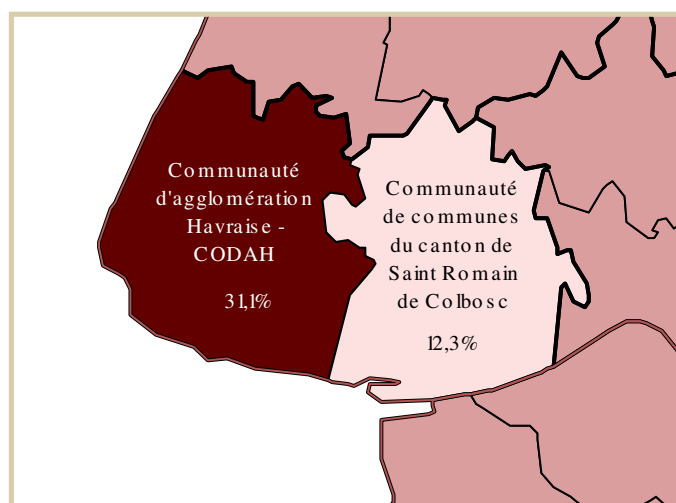 Communauté
d'agglomération
Havraise -
CODAH
31,1%
Communauté
de communes
du canton de
Saint Romain
de Colbosc
12,3%